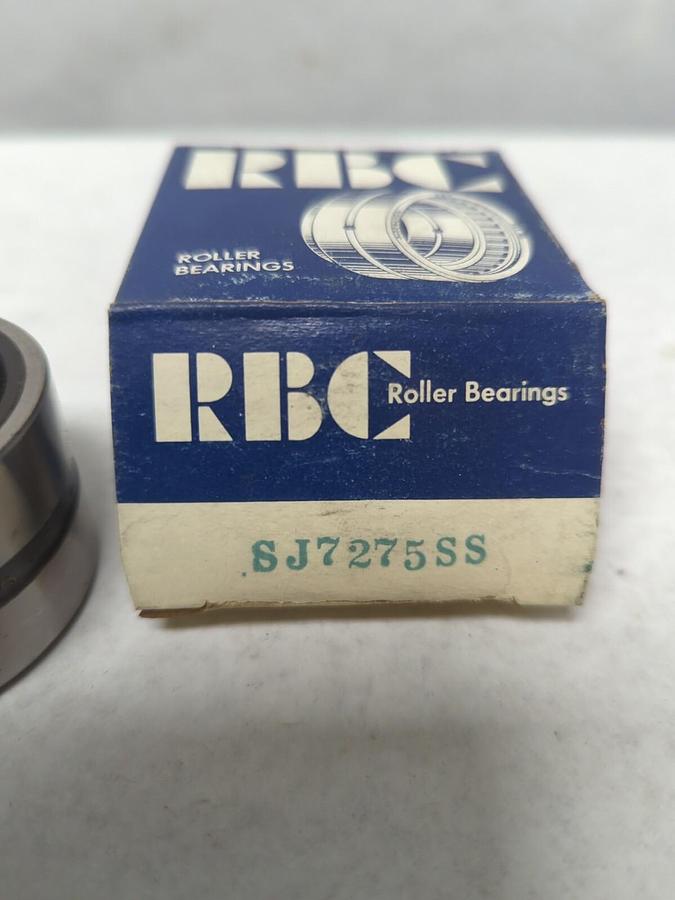 RBC
ROLLER
BEARINGS
RBC Roller Bearings
SJ7275SS